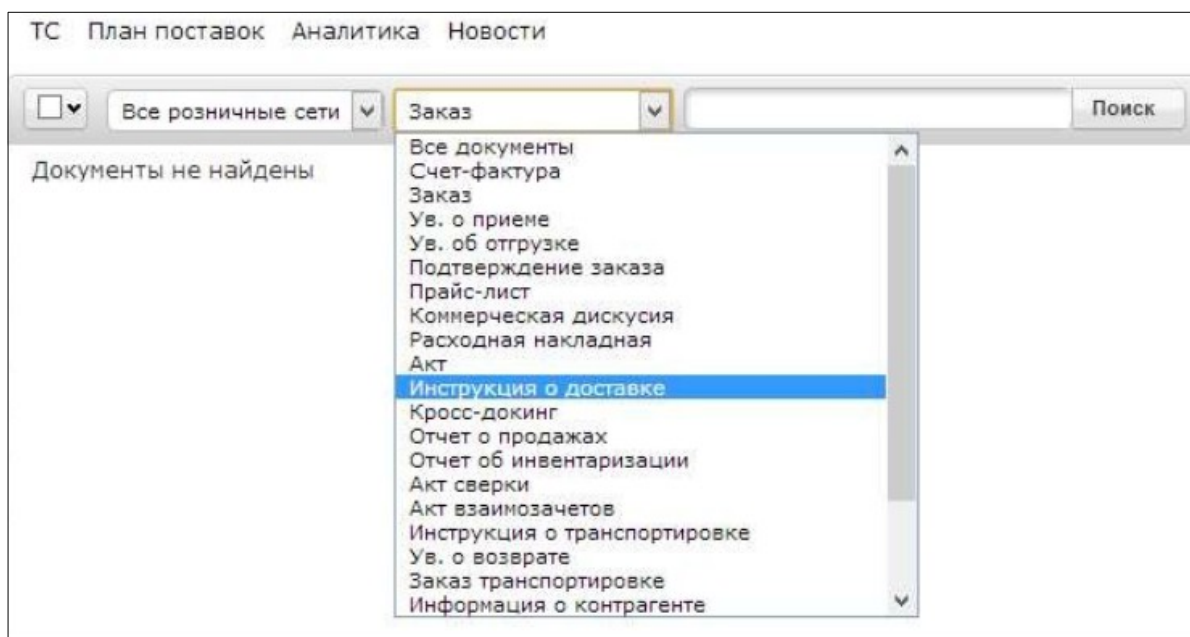 ТС План поставок Аналитика Новости
Все розничные сети Заказ Поиск
Документы не найдены
Все документы
Счет-фактура
Заказ
Ув. о приеме
Ув. об отгрузке
Подтверждение заказа
Прайс-лист
Коммерческая дискусия
Расходная накладная
Акт
Инструкция о доставке
Кросс-докинг
Отчет о продажах
Отчет об инвентаризации
Акт сверки
Акт взаимозачетов
Инструкция о транспортировке
Ув. о возврате
Заказ транспортировке
Информация о контрагенте